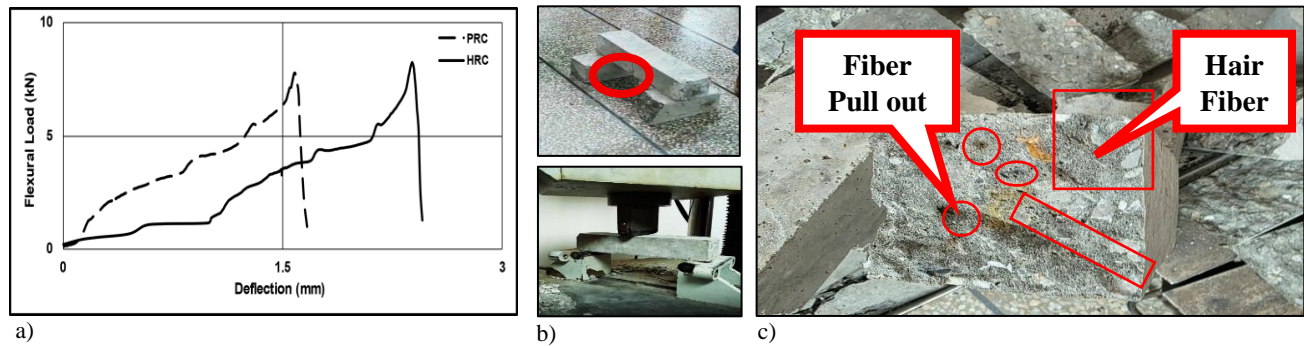 10
5
0
Flexural Load (kN)
PRC
HRC
0
1.5
3
Deflection (mm)
a)
b)
Fiber
Pull out
Hair
Fiber
c)